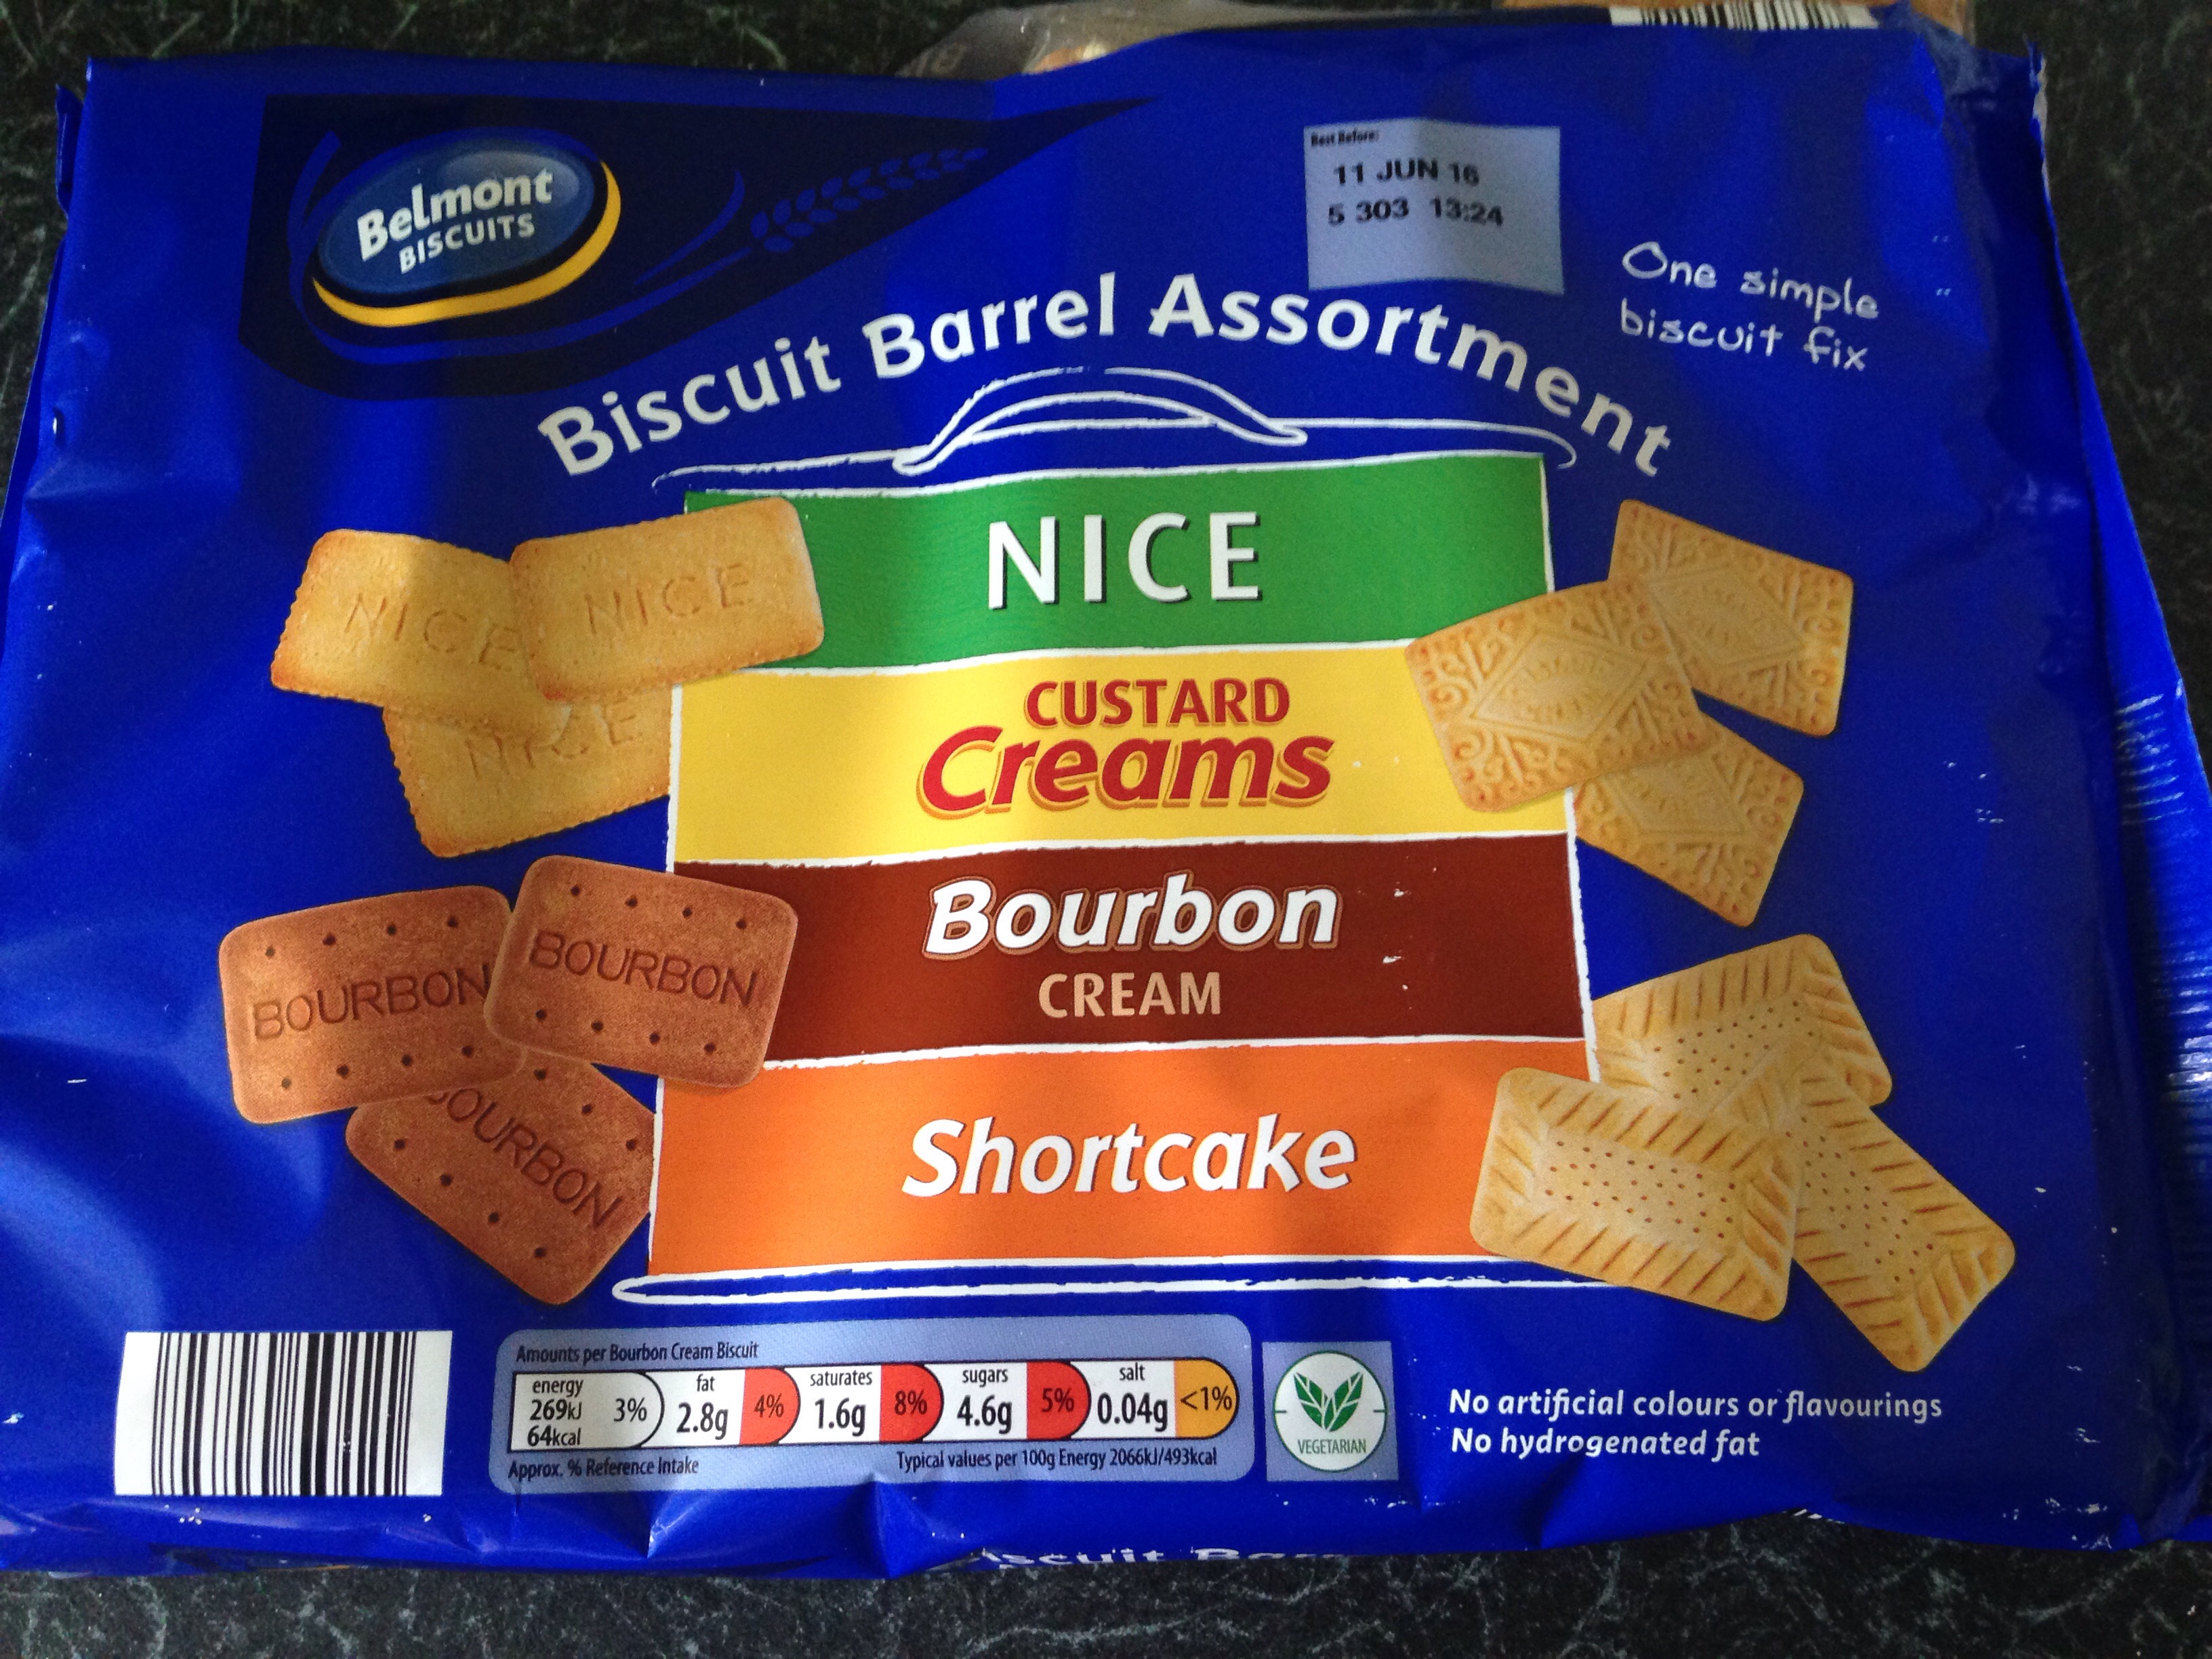 Belmont
BISCUITS
Best Before:
11 JUN 16
5 303 13:24
One simple
biscuit fix
Biscuit Barrel Assortment
NICE
NICE
NICE
NICE
CUSTARD
Creams
Bourbon
CREAM
BOURBON
BOURBON
BOURBON
Shortcake
Amounts per Bourbon Cream Biscuit
energy 269kJ 64kcal 3%
fat 2.8g 4%
saturates 1.6g 8%
sugars 4.6g 5%
salt 0.04g <1%
Approx. % Reference Intake
Typical values per 100g Energy 2066kJ/493kcal
VEGETARIAN
No artificial colours or flavourings
No hydrogenated fat